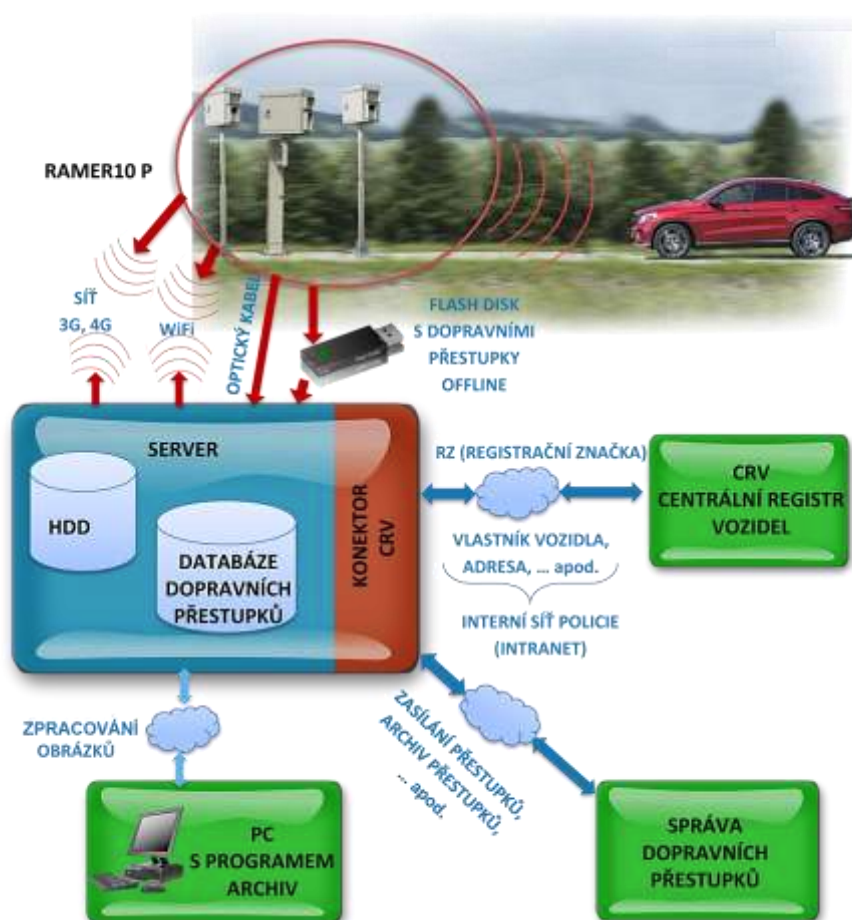 RAMER10 P
SÍŤ
3G, 4G
WiFi
OPTICKÝ KABEL
FLASH DISK
S DOPRAVNÍMI
PŘESTUPKY
OFFLINE
SERVER
HDD
DATABÁZE
DOPRAVNÍCH
PŘESTUPKŮ
KONEKTOR
CRV
RZ (REGISTRAČNÍ ZNAČKA)
VLASTNÍK VOZIDLA,
ADRESA, ... apod.
INTERNÍ SÍŤ POLICIE
(INTRANET)
CRV
CENTRÁLNÍ REGISTR
VOZIDEL
ZPRACOVÁNÍ
OBRÁZKŮ
ZASÍLÁNÍ PŘESTUPKŮ,
ARCHIV PŘESTUPKŮ,
... apod.
PC
S PROGRAMEM
ARCHIV
SPRÁVA
DOPRAVNÍCH
PŘESTUPKŮ